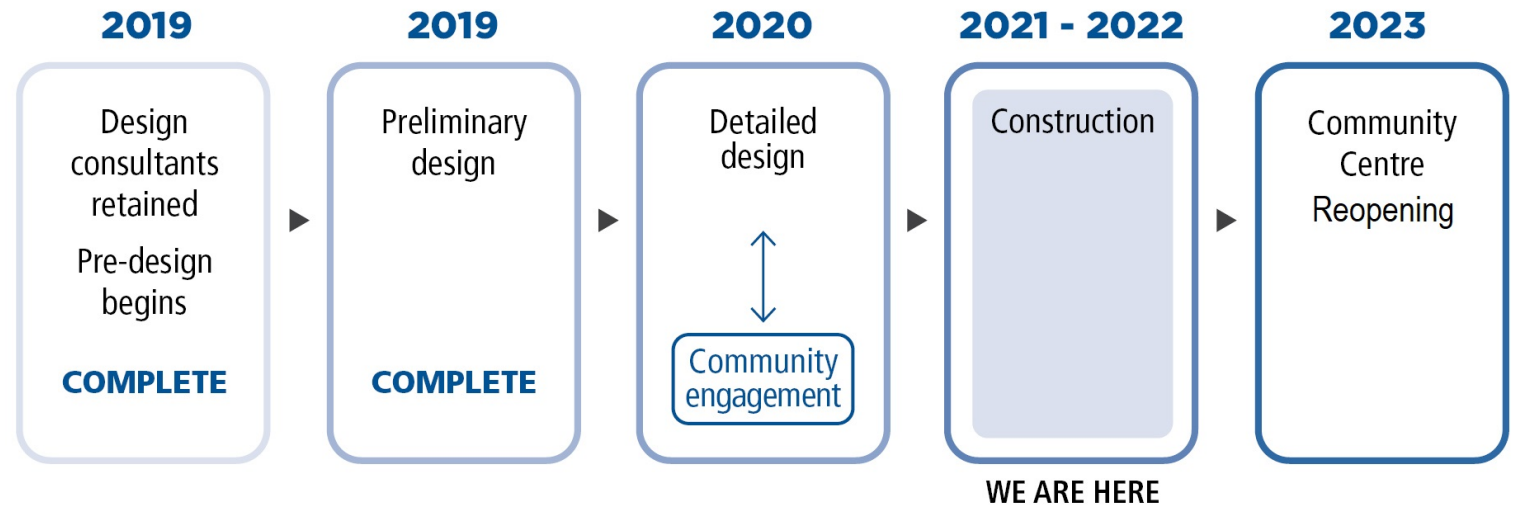 2019
Design
consultants
retained
Pre-design
begins
COMPLETE
2019
Preliminary
design
COMPLETE
2020
Detailed
design
Community
engagement
2021 - 2022
Construction
WE ARE HERE
2023
Community
Centre
Reopening